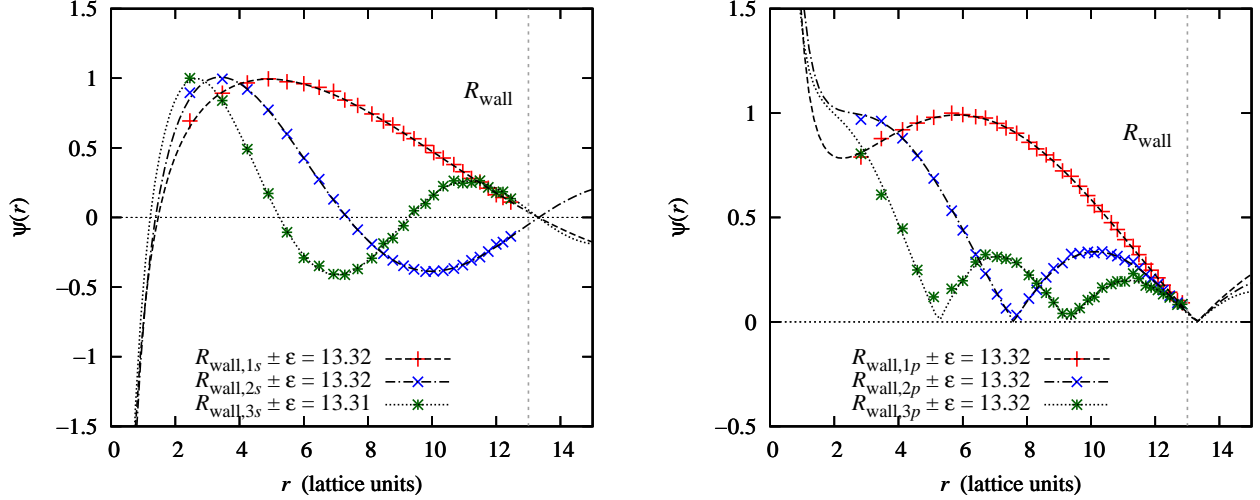 1.5
1
0.5
0
−0.5
−1
−1.5
ψ(r)
R_wall
R_wall,1s ± ε = 13.32
R_wall,2s ± ε = 13.32
R_wall,3s ± ε = 13.31
0 2 4 6 8 10 12 14
r (lattice units)
1.5
1
0.5
0
−0.5
ψ(r)
R_wall
R_wall,1p ± ε = 13.32
R_wall,2p ± ε = 13.32
R_wall,3p ± ε = 13.32
0 2 4 6 8 10 12 14
r (lattice units)